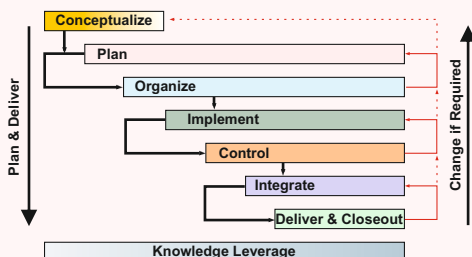 Conceptualize
Plan
Organize
Implement
Control
Integrate
Deliver & Closeout
Knowledge Leverage
Plan & Deliver
Change if Required